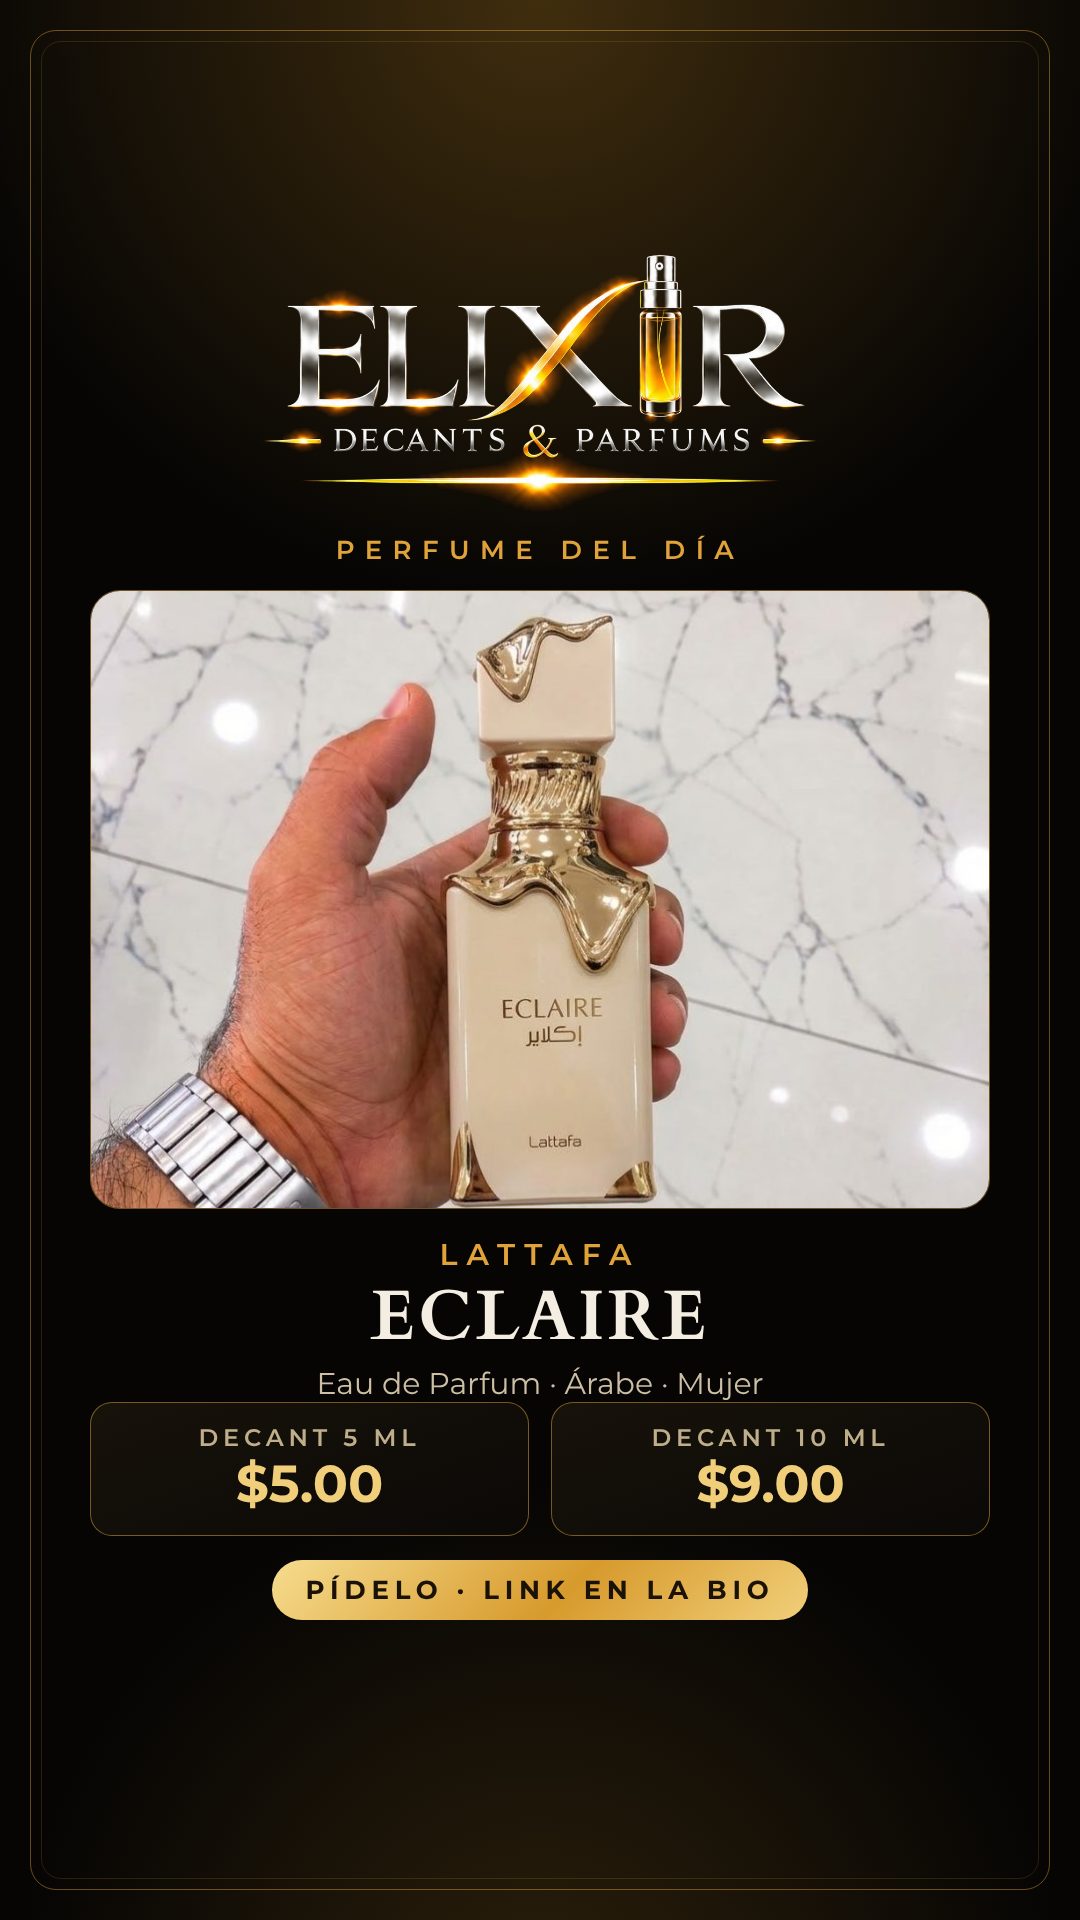 ELIXIR
DECANTS & PARFUMS
PERFUME DEL DÍA
ECLAIRE
إكلاير
Lattafa
LATTAFA
ECLAIRE
Eau de Parfum · Árabe · Mujer
DECANT 5 ML
$5.00
DECANT 10 ML
$9.00
PÍDELO · LINK EN LA BIO